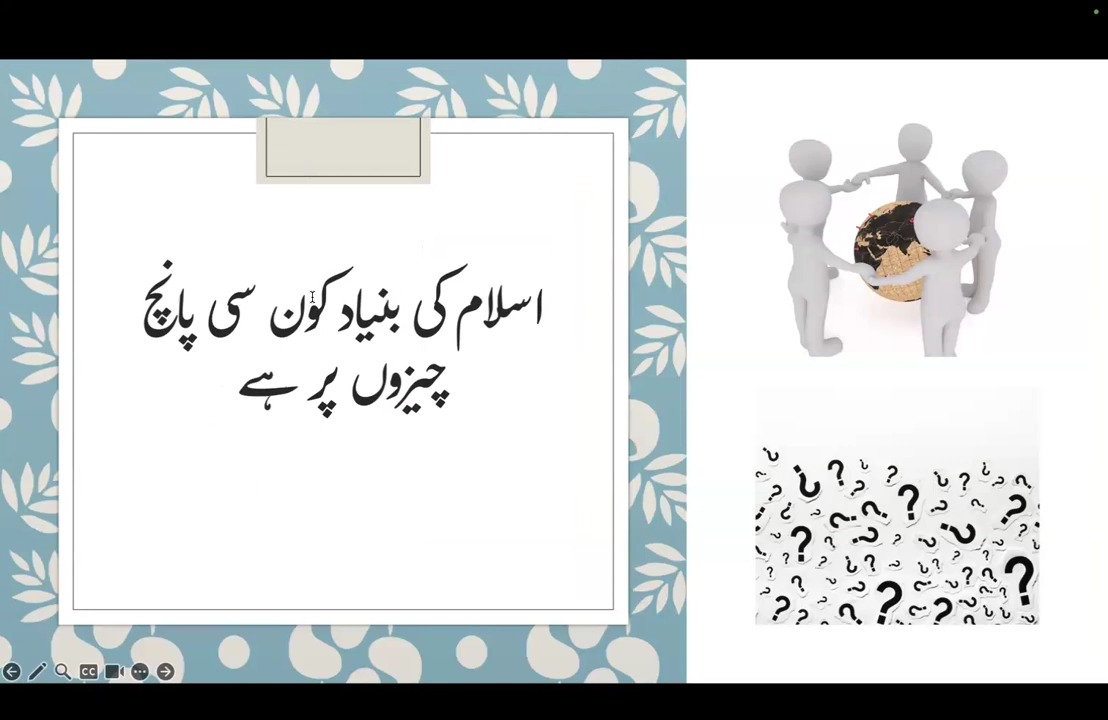 اسلام کی بنیاد کون سی پانچ
چیزوں پر ہے